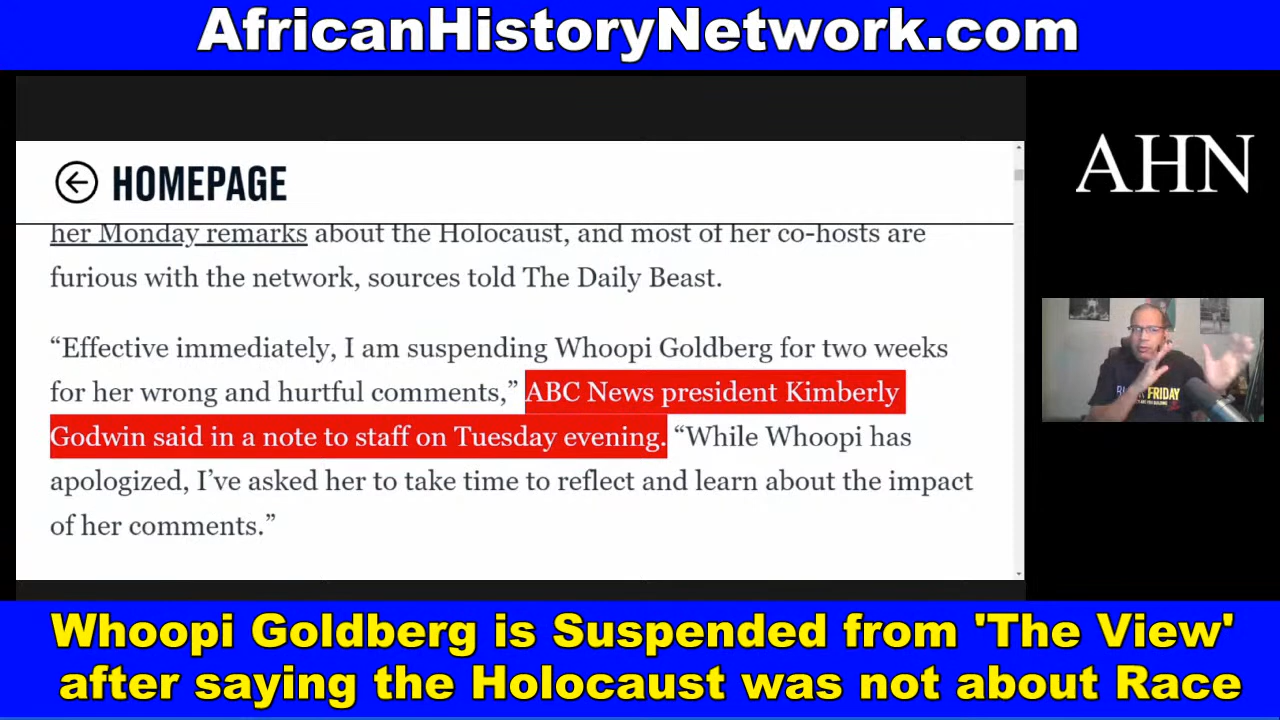 AfricanHistoryNetwork.com
AHN
HOMEPAGE
her Monday remarks about the Holocaust, and most of her co-hosts are
furious with the network, sources told The Daily Beast.
“Effective immediately, I am suspending Whoopi Goldberg for two weeks
for her wrong and hurtful comments,” ABC News president Kimberly
Godwin said in a note to staff on Tuesday evening. “While Whoopi has
apologized, I’ve asked her to take time to reflect and learn about the impact
of her comments.”
FRIDAY
Whoopi Goldberg is Suspended from 'The View'
after saying the Holocaust was not about Race